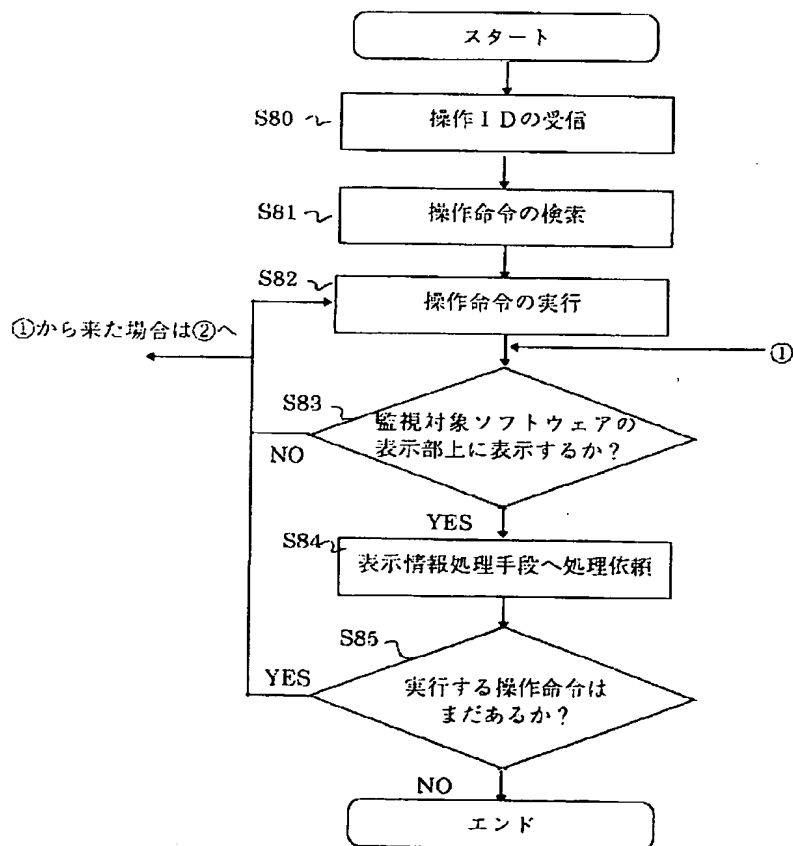 スタート
S80
操作IDの受信
S81
操作命令の検索
S82
操作命令の実行
①から来た場合は②へ
①
S83
監視対象ソフトウェアの
表示部上に表示するか？
NO
YES
S84
表示情報処理手段へ処理依頼
S85
YES
実行する操作命令は
まだあるか？
NO
エンド